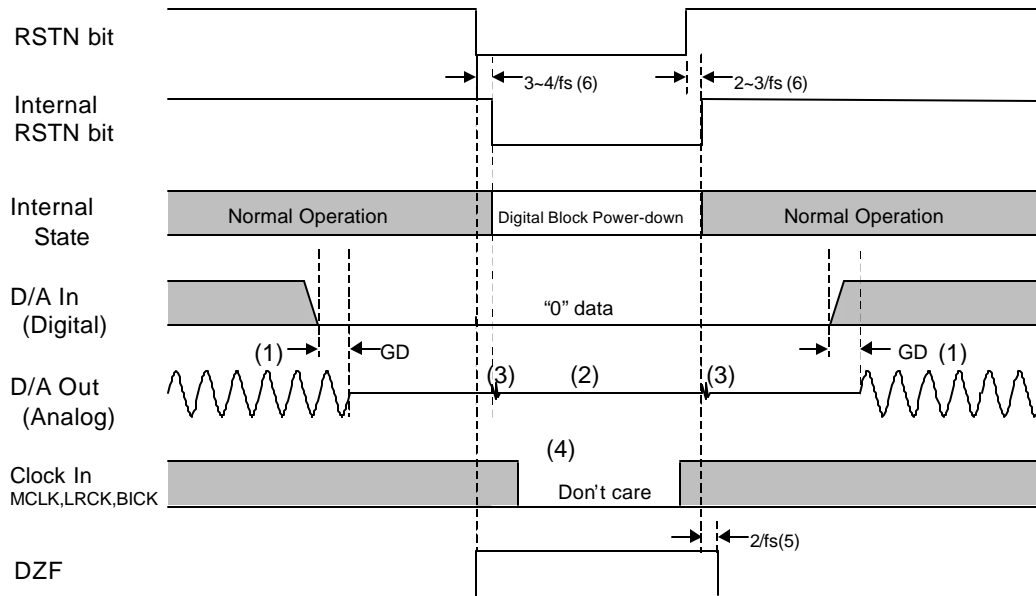 RSTN bit
3~4/fs (6)
2~3/fs (6)
Internal
RSTN bit
Internal
State
Normal Operation
Digital Block Power-down
Normal Operation
D/A In
(Digital)
“0” data
(1)
GD
GD
(1)
D/A Out
(Analog)
(3)
(2)
(3)
(4)
Clock In
MCLK,LRCK,BICK
Don’t care
2/fs(5)
DZF